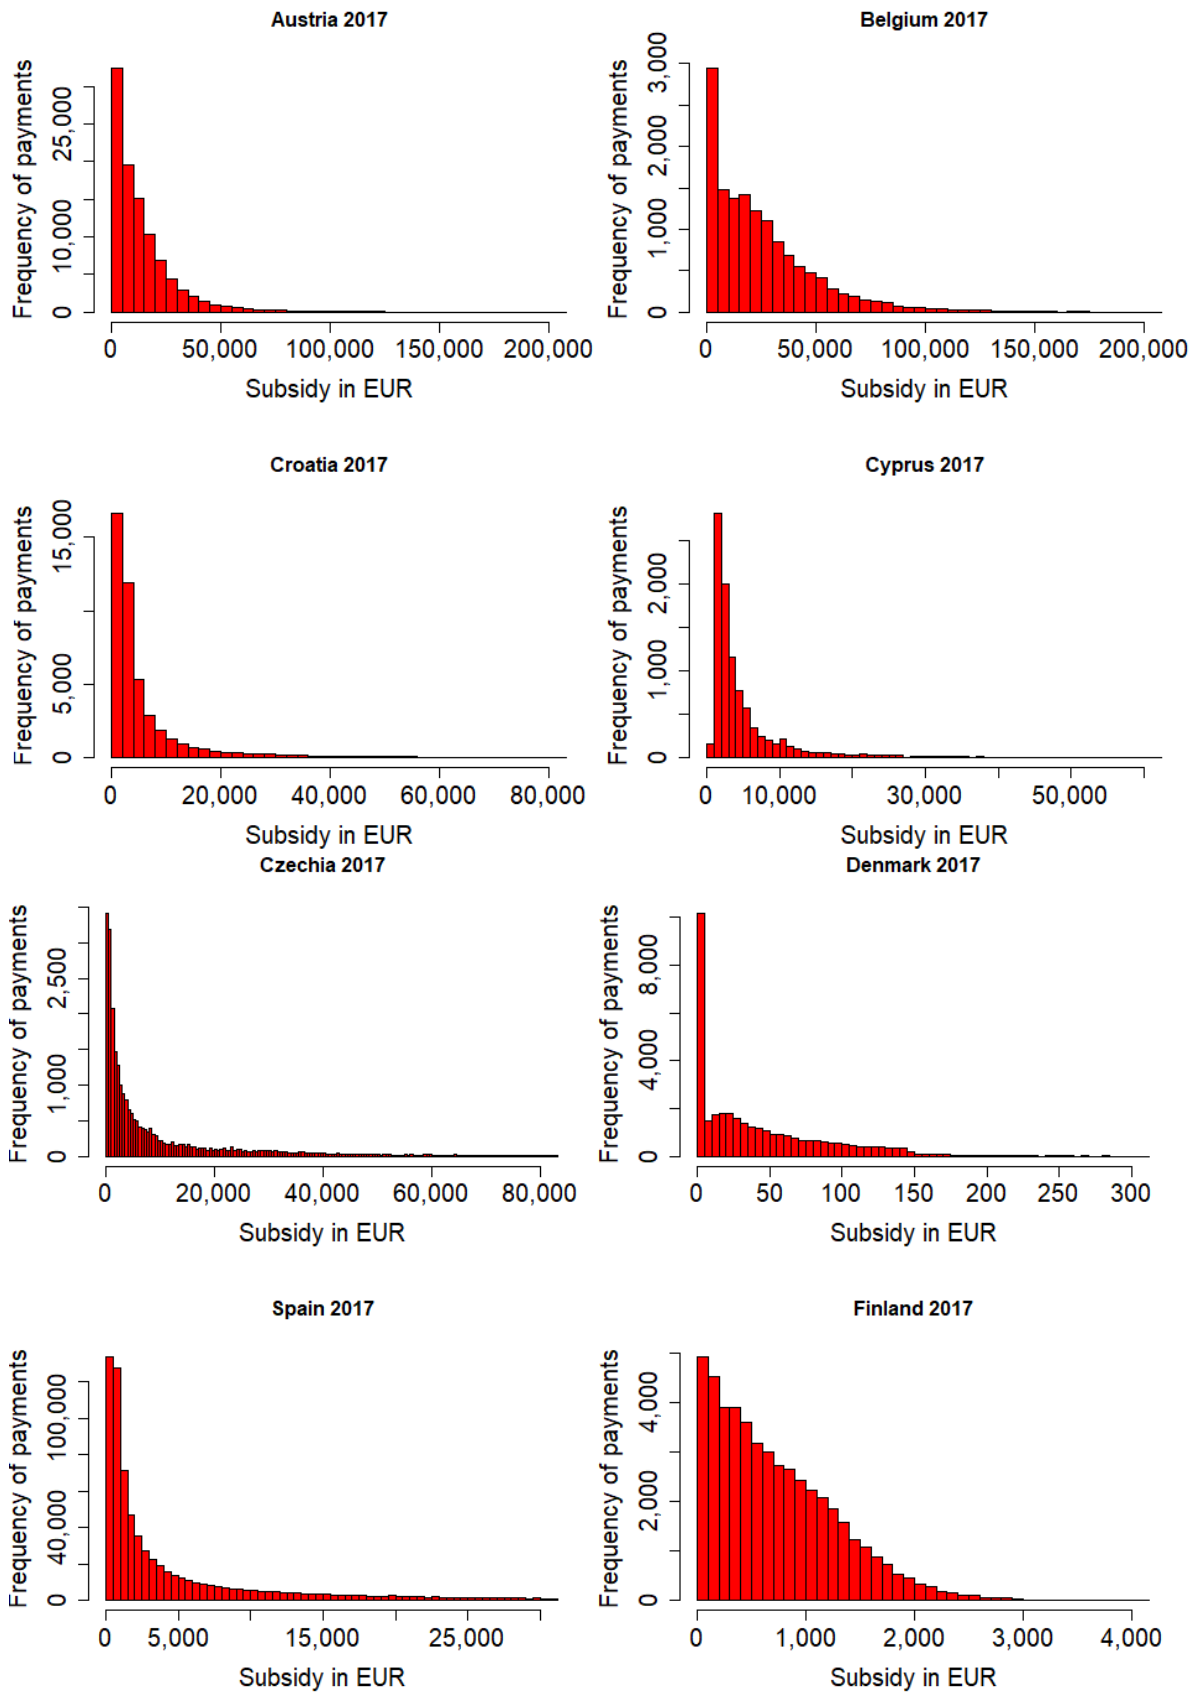 Austria 2017
Frequency of payments
25,000
10,000
0
0 50,000 100,000 150,000 200,000
Subsidy in EUR
Belgium 2017
Frequency of payments
3,000
2,000
1,000
0
0 50,000 100,000 150,000 200,000
Subsidy in EUR
Croatia 2017
Frequency of payments
15,000
5,000
0
0 20,000 40,000 60,000 80,000
Subsidy in EUR
Cyprus 2017
Frequency of payments
2,000
1,000
0
0 10,000 30,000 50,000
Subsidy in EUR
Czechia 2017
Frequency of payments
2,500
1,000
0
0 20,000 40,000 60,000 80,000
Subsidy in EUR
Denmark 2017
Frequency of payments
8,000
4,000
0
0 50 100 150 200 250 300
Subsidy in EUR
Spain 2017
Frequency of payments
100,000
40,000
0
0 5,000 15,000 25,000
Subsidy in EUR
Finland 2017
Frequency of payments
4,000
2,000
0
0 1,000 2,000 3,000 4,000
Subsidy in EUR